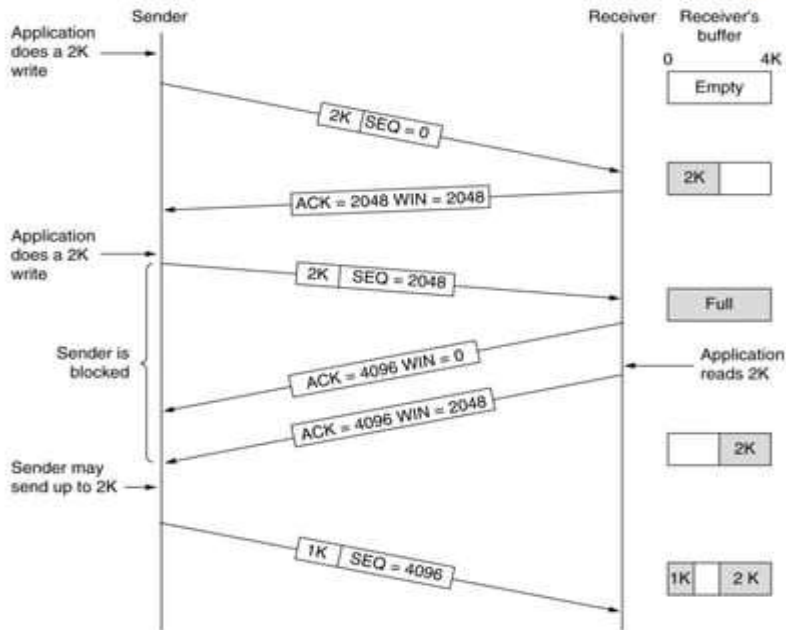 Sender
Receiver
Receiver's
buffer
Application
does a 2K
write
0 4K
Empty
2K SEQ = 0
2K
ACK = 2048 WIN = 2048
Application
does a 2K
write
2K SEQ = 2048
Full
Sender is
blocked
ACK = 4096 WIN = 0
Application
reads 2K
ACK = 4096 WIN = 2048
2K
Sender may
send up to 2K
1K SEQ = 4096
1K 2 K